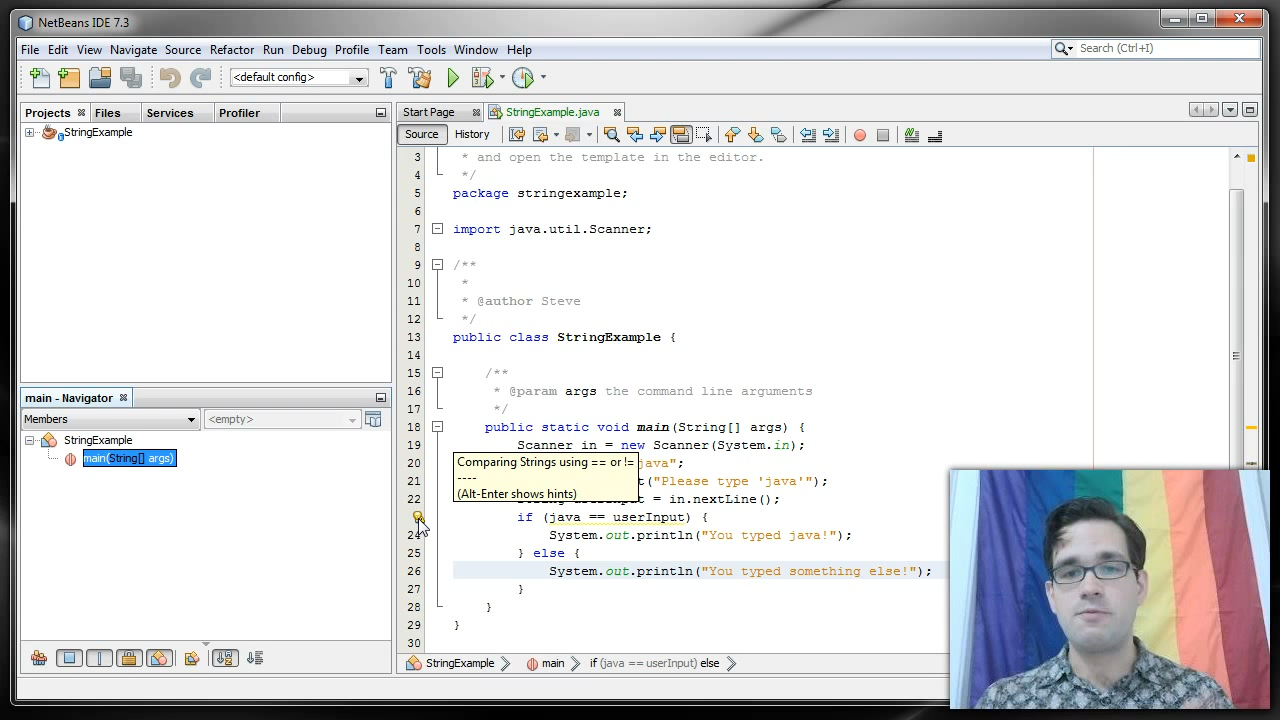 NetBeans IDE 7.3
File Edit View Navigate Source Refactor Run Debug Profile Team Tools Window Help
Search (Ctrl+I)
<default config>
Projects Files Services Profiler
StringExample
Start Page StringExample.java
Source History
3 * and open the template in the editor.
4 */
5 package stringexample;
6
7 import java.util.Scanner;
8
9 /**
10 *
11 * @author Steve
12 */
13 public class StringExample {
14
15 /**
16 * @param args the command line arguments
17 */
18 public static void main(String[] args) {
19 Scanner in = new Scanner(System.in);
20 java";
21 t("Please type 'java'");
22 = in.nextLine();
if (java == userInput) {
24 System.out.println("You typed java!");
25 } else {
26 System.out.println("You typed something else!");
27 }
28 }
29 }
30
Comparing Strings using == or !=
----
(Alt-Enter shows hints)
main - Navigator
Members <empty>
StringExample
main(String[] args)
StringExample main if (java == userInput) else